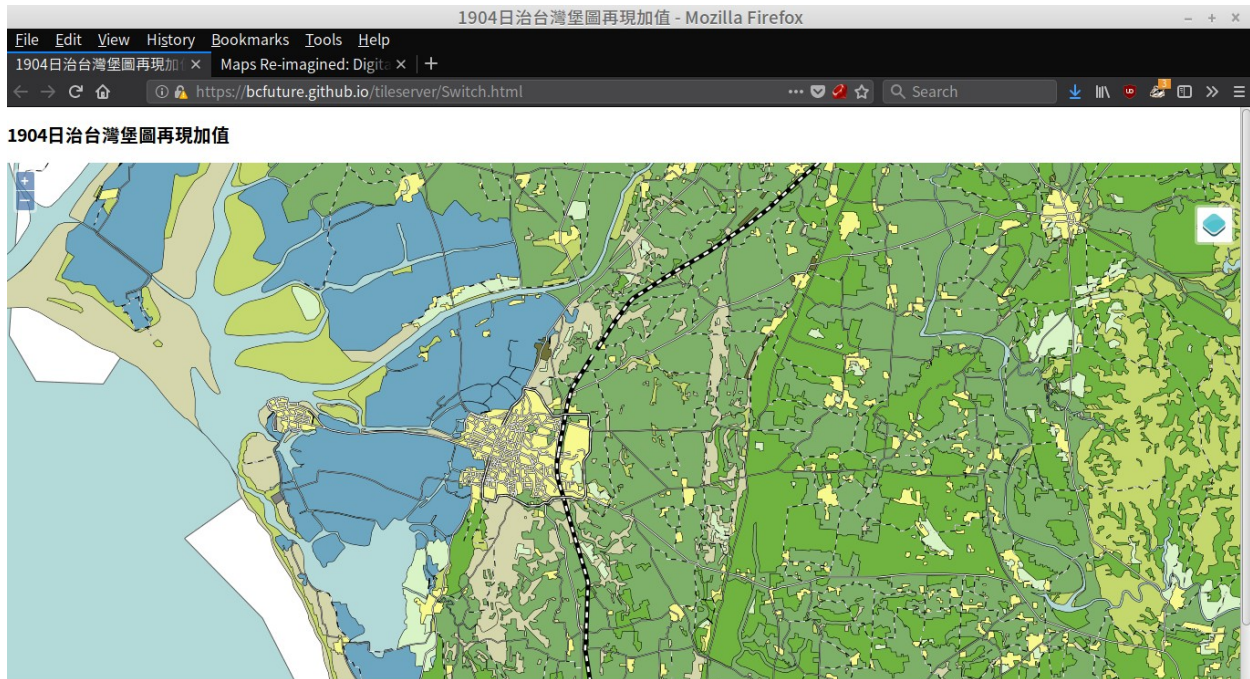 1904日治台灣堡圖再現加值 - Mozilla Firefox
File Edit View History Bookmarks Tools Help
1904日治台灣堡圖再現加 Maps Re-imagined: Digita
https://bcfuture.github.io/tileserver/Switch.html Search 3
1904日治台灣堡圖再現加值